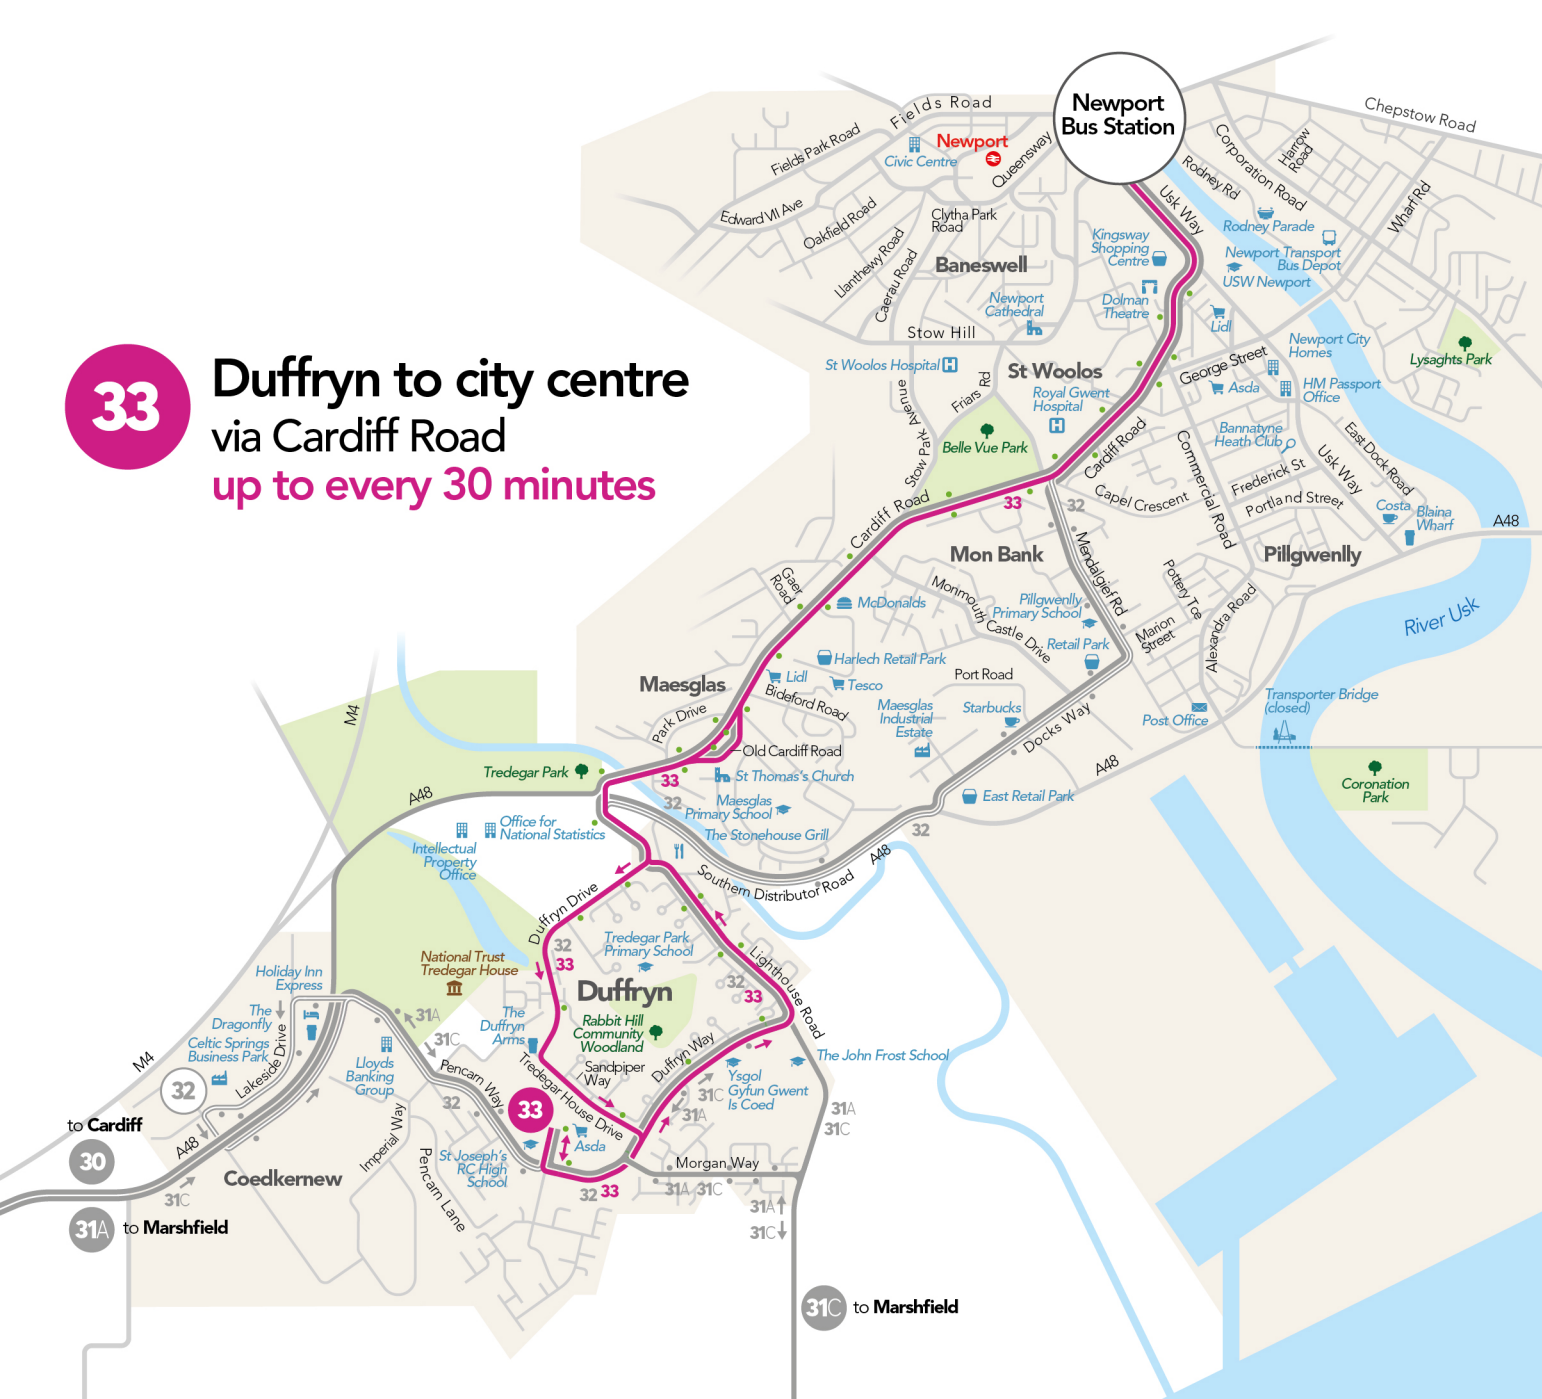 Newport
Bus Station
Chepstow Road
Fields Road
Fields Park Road
Newport
Civic Centre
Queensway
Corporation Road
Harrow
Road
Rodney Rd
Usk Way
Wharf Rd
Edward VII Ave
Oakfield Road
Clytha Park
Road
Llanthewy Road
Caerau Road
Baneswell
Kingsway
Shopping
Centre
Rodney Parade
Newport Transport
Bus Depot
USW Newport
Newport
Cathedral
Dolman
Theatre
Lidl
Stow Hill
St Woolos Hospital
St Woolos
George Street
Newport City
Homes
Lysaghts Park
Asda
HM Passport
Office
Royal Gwent
Hospital
Friars Rd
Stow Park Avenue
Belle Vue Park
Bannatyne
Heath Club
Cardiff Road
Commercial Road
Usk Way
East Dock Road
Frederick St
Portland Street
Capel Crescent
Costa
Blaina
Wharf
A48
33
Duffryn to city centre
via Cardiff Road
up to every 30 minutes
33
32
Cardiff Road
Mon Bank
Pillgwenlly
Mendalgief Rd
Pottery Tce
Gaer
Road
McDonalds
Monmouth Castle Drive
Pillgwenlly
Primary School
Marion
Street
Alexandra Road
River Usk
Retail Park
Harlech Retail Park
Lidl
Tesco
Port Road
Maesglas
Park Drive
Bideford Road
Maesglas
Industrial
Estate
Starbucks
Docks Way
Post Office
Transporter Bridge
(closed)
M4
Old Cardiff Road
A48
Tredegar Park
33
St Thomas's Church
32
Maesglas
Primary School
East Retail Park
Coronation
Park
A48
Office for
National Statistics
The Stonehouse Grill
32
Intellectual
Property
Office
A48
Southern Distributor Road
Duffryn Drive
32
33
Tredegar Park
Primary School
National Trust
Tredegar House
Lighthouse Road
Duffryn
32
33
Holiday Inn
Express
The
Dragonfly
31A
31C
The
Duffryn
Arms
Rabbit Hill
Community
Woodland
Celtic Springs
Business Park
Lakeside Drive
Lloyds
Banking
Group
Pencarn Way
Sandpiper
Way
Duffryn Way
The John Frost School
M4
32
Tredegar House Drive
Ysgol
Gyfun Gwent
Is Coed
31C
31A
32
33
31A
31C
to Cardiff
30
A48
Imperial Way
Pencarn Lane
St Joseph's
RC High
School
Asda
Morgan Way
Coedkernew
31C
32
33
31A
31C
31A
31C
31A
to Marshfield
31C
to Marshfield